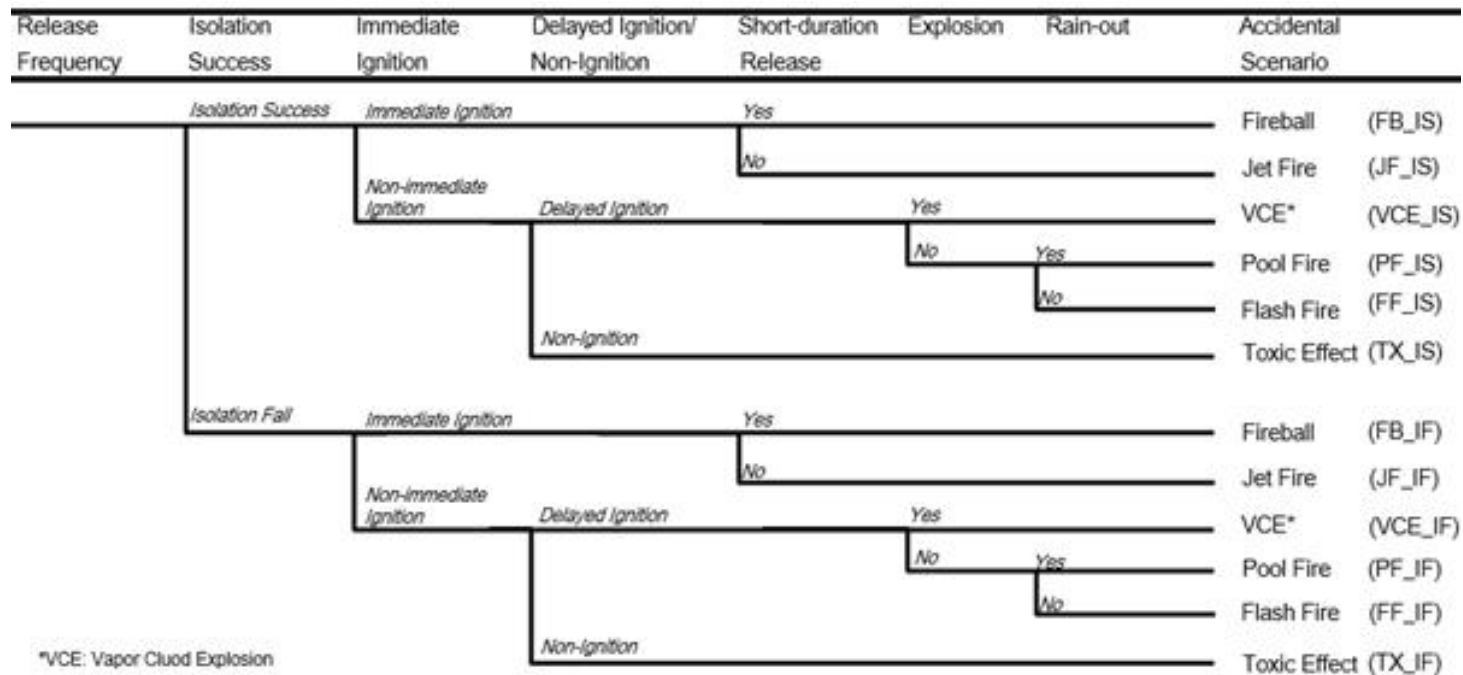 Release Isolation Immediate Delayed Ignition/ Short-duration Explosion Rain-out Accidental
Frequency Success Ignition Non-Ignition Release Scenario
Isolation Success Immediate Ignition Yes
Fireball (FB_IS)
No
Jet Fire (JF_IS)
Non-immediate
Ignition Delayed Ignition Yes
VCE* (VCE_IS)
No Yes
Pool Fire (PF_IS)
No
Flash Fire (FF_IS)
Non-Ignition
Toxic Effect (TX_IS)
Isolation Fail Immediate Ignition Yes
Fireball (FB_IF)
No
Jet Fire (JF_IF)
Non-immediate
Ignition Delayed Ignition Yes
VCE* (VCE_IF)
No Yes
Pool Fire (PF_IF)
No
Flash Fire (FF_IF)
Non-Ignition
*VCE: Vapor Cluod Explosion
Toxic Effect (TX_IF)